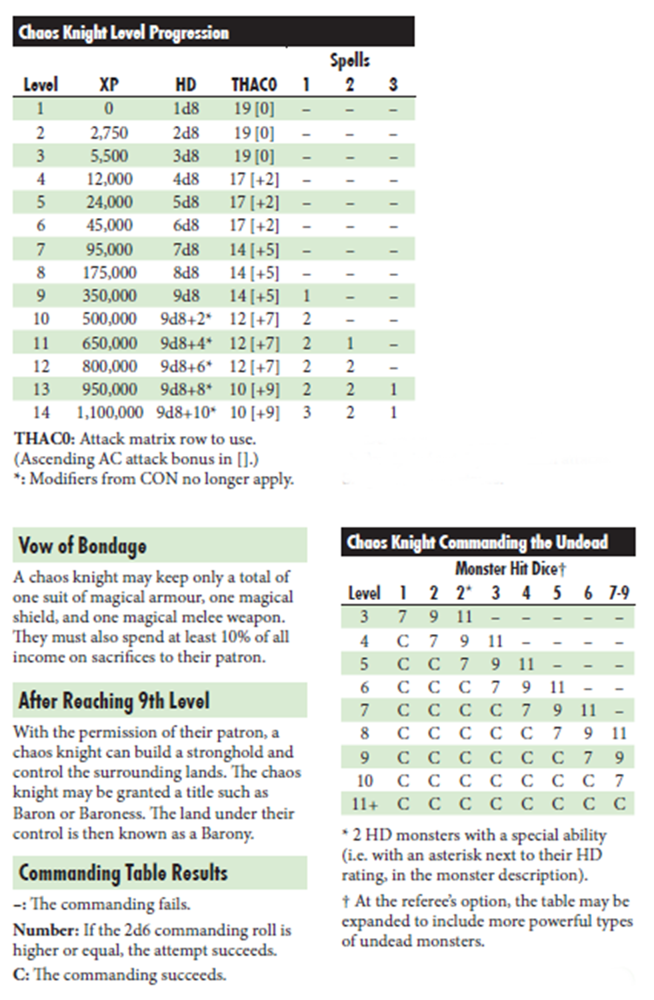 Chaos Knight Level Progression
Spells
Level XP HD THAC0 1 2 3
1 0 1d8 19 [0] – – –
2 2,750 2d8 19 [0] – – –
3 5,500 3d8 19 [0] – – –
4 12,000 4d8 17 [+2] – – –
5 24,000 5d8 17 [+2] – – –
6 45,000 6d8 17 [+2] – – –
7 95,000 7d8 14 [+5] – – –
8 175,000 8d8 14 [+5] – – –
9 350,000 9d8 14 [+5] 1 – –
10 500,000 9d8+2* 12 [+7] 2 – –
11 650,000 9d8+4* 12 [+7] 2 1 –
12 800,000 9d8+6* 12 [+7] 2 2 –
13 950,000 9d8+8* 10 [+9] 2 2 1
14 1,100,000 9d8+10* 10 [+9] 3 2 1
THAC0: Attack matrix row to use.
(Ascending AC attack bonus in [].)
*: Modifiers from CON no longer apply.
Vow of Bondage
A chaos knight may keep only a total of
one suit of magical armour, one magical
shield, and one magical melee weapon.
They must also spend at least 10% of all
income on sacrifices to their patron.
After Reaching 9th Level
With the permission of their patron, a
chaos knight can build a stronghold and
control the surrounding lands. The chaos
knight may be granted a title such as
Baron or Baroness. The land under their
control is then known as a Barony.
Commanding Table Results
–: The commanding fails.
Number: If the 2d6 commanding roll is
higher or equal, the attempt succeeds.
C: The commanding succeeds.
Chaos Knight Commanding the Undead
Monster Hit Dice†
Level 1 2 2* 3 4 5 6 7-9
3 7 9 11 – – – – –
4 C 7 9 11 – – – –
5 C C 7 9 11 – – –
6 C C C 7 9 11 – –
7 C C C C 7 9 11 –
8 C C C C C 7 9 11
9 C C C C C C 7 9
10 C C C C C C C 7
11+ C C C C C C C C
* 2 HD monsters with a special ability
(i.e. with an asterisk next to their HD
rating, in the monster description).
† At the referee's option, the table may be
expanded to include more powerful types
of undead monsters.